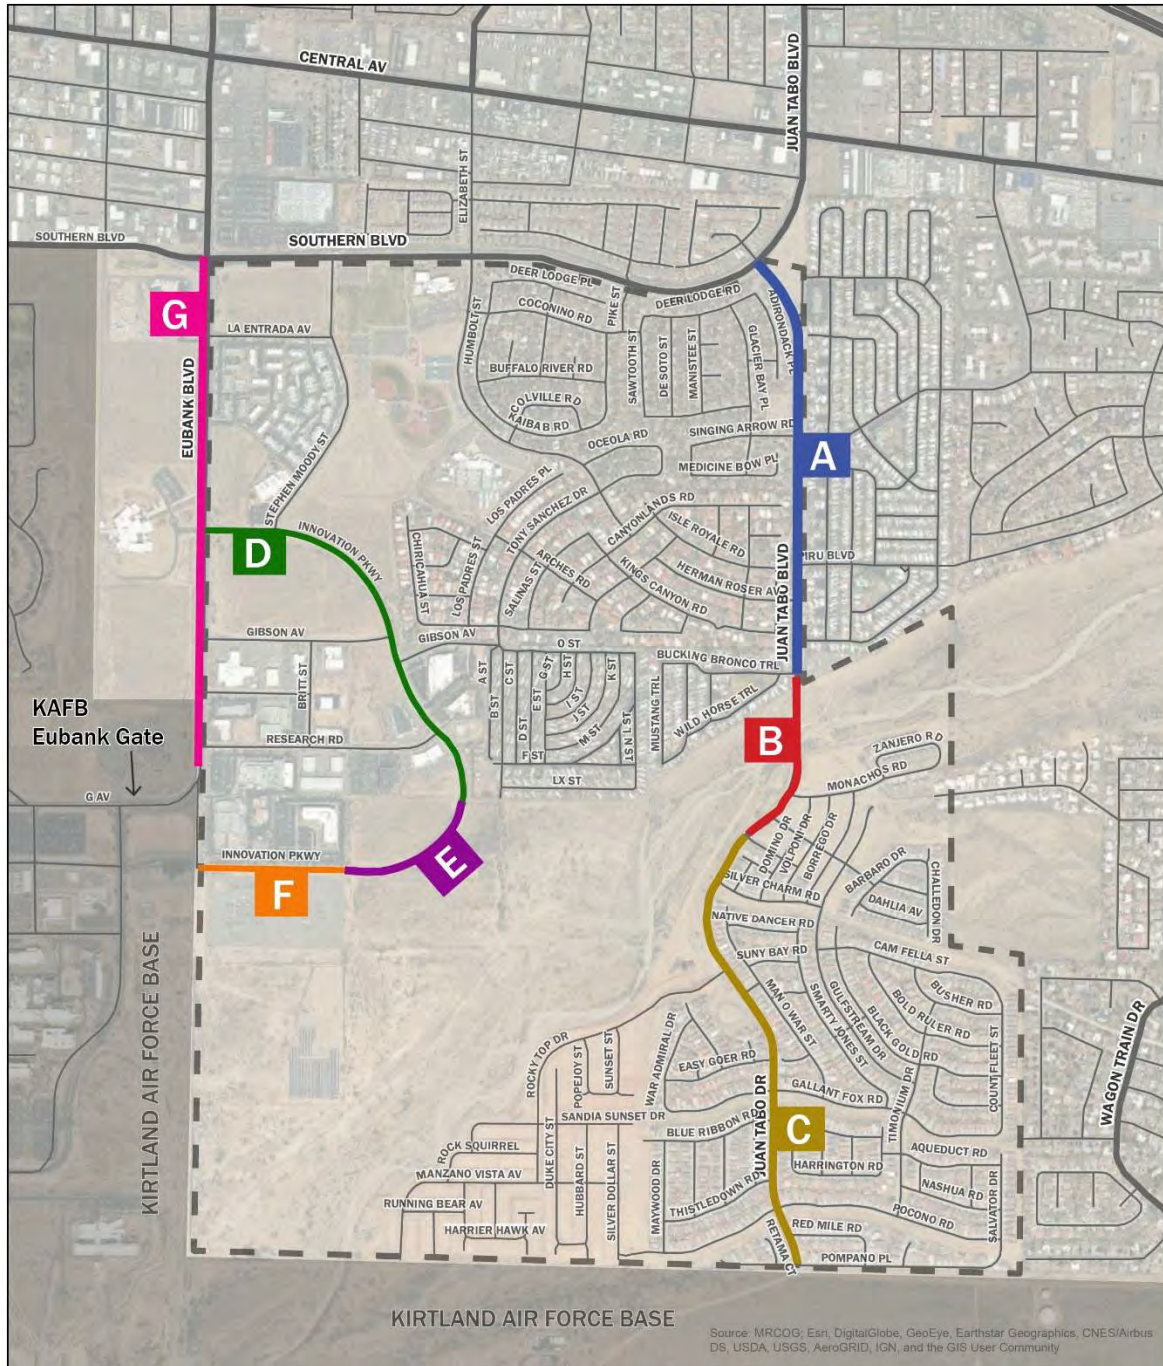 CENTRAL AV
JUAN TABO BLVD
ELIZABETH ST
SOUTHERN BLVD
SOUTHERN BLVD
DEER LODGE PL
DEER LODGE RD
ADIRONDACK PL
G
LA ENTRADA AV
HUMBOLT ST
COCONINO RD
PIKE ST
SAWTOOTH ST
DE SOTO ST
MANISTEE ST
GLACIER BAY PL
EUBANK BLVD
BUFFALO RIVER RD
COLVILLE RD
KAIBAB RD
OCEOLA RD
SINGING ARROW RD
MEDICINE BOW PL
A
STEPHEN MOODY ST
LOS PADRES PL
TONY SANCHEZ DR
CANYONLANDS RD
ISLE ROYALE RD
INNOVATION PKWY
D
CHIRICAHUA ST
LOS PADRES ST
SALINAS ST
ARCHES RD
KINGS CANYON RD
HERMAN ROSER AV
JUAN TABO BLVD
PIRU BLVD
GIBSON AV
GIBSON AV
O ST
BUCKING BRONCO TRL
BRITT ST
A ST
B ST
C ST
D ST
E ST
F ST
G ST
H ST
I ST
J ST
K ST
M ST
N ST
L ST
LX ST
MUSTANG TRL
WILD HORSE TRL
KAFB
Eubank Gate
RESEARCH RD
B
ZANJERO RD
MONACHOS RD
G AV
INNOVATION PKWY
F
E
DOMINO DR
VOLPONI DR
BORREGO DR
BARBARO DR
CHALLEDON DR
SILVER CHARM RD
DAHLIA AV
NATIVE DANCER RD
SUNY BAY RD
CAM FELLA ST
KIRTLAND AIR FORCE BASE
MAN O WAR ST
SMARTY JONES ST
GULFSTREAM DR
BLACK GOLD RD
BOLD RULER RD
BUSHER RD
COUNT FLEET ST
WAGON TRAIN DR
ROCKY TOP DR
POPEJOY ST
SUNSET ST
WAR ADMIRAL DR
EASY GOER RD
GALLANT FOX RD
TIMONIUM DR
SANDIA SUNSET DR
BLUE RIBBON RD
JUAN TABO DR
C
AQUEDUCT RD
ROCK SQUIRREL
DUKE CITY ST
HUBBARD ST
SILVER DOLLAR ST
MAYWOOD DR
HARRINGTON RD
MANZANO VISTA AV
THISTLEDOWN RD
NASHUA RD
SALVATOR DR
RUNNING BEAR AV
POCONO RD
HARRIER HAWK AV
RETAMA CT
RED MILE RD
POMPANO PL
KIRTLAND AIR FORCE BASE
Source: MRCOG, Esri, DigitalGlobe, GeoEye, Earthstar Geographics, CNES/Airbus
DS, USDA, USGS, AeroGRID, IGN, and the GIS User Community